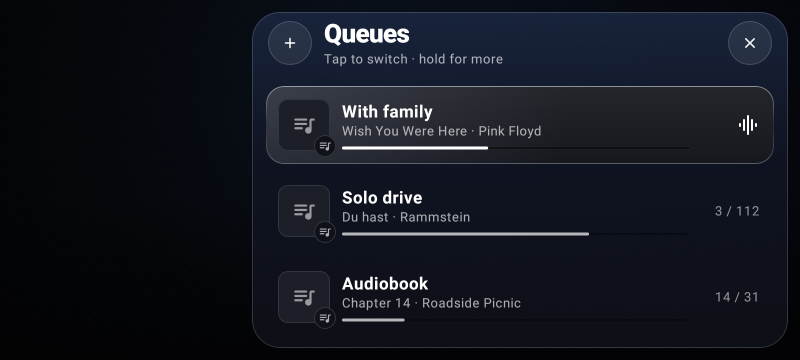 Queues
Tap to switch · hold for more
With family
Wish You Were Here · Pink Floyd
Solo drive
Du hast · Rammstein
3 / 112
Audiobook
Chapter 14 · Roadside Picnic
14 / 31